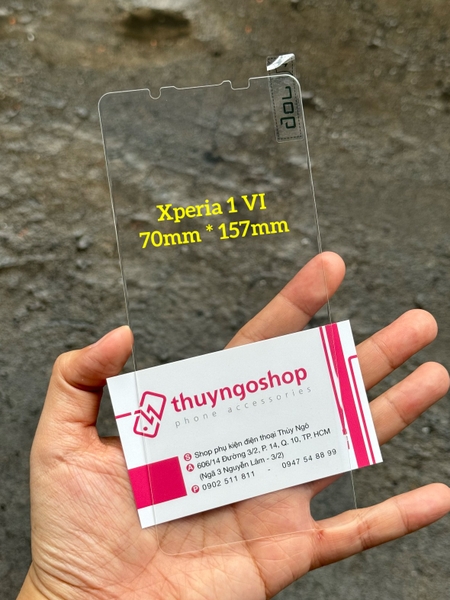 Xperia 1 VI
70mm * 157mm
thuyngoshop
phone accessories
S Shop phụ kiện điện thoại Thúy Ngô
A 606/14 Đường 3/2, P. 14, Q. 10, TP. HCM
(Ngã 3 Nguyễn Lâm - 3/2)
P 0902 511 811 - 0947 54 88 99